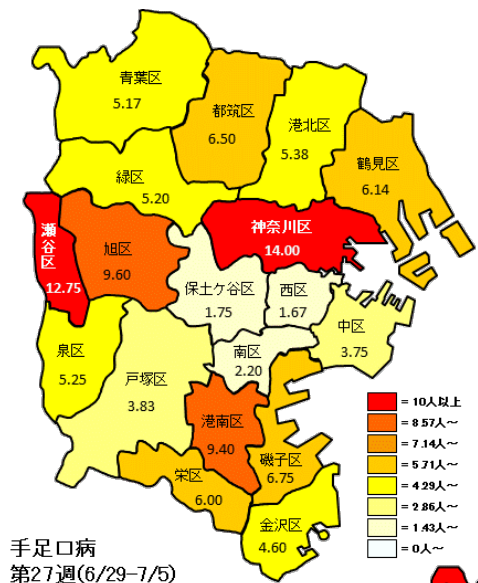 青葉区
5.17
都筑区
6.50
港北区
5.38
鶴見区
6.14
緑区
5.20
神奈川区
14.00
瀬谷区
12.75
旭区
9.60
保土ケ谷区
1.75
西区
1.67
中区
3.75
泉区
5.25
戸塚区
3.83
南区
2.20
港南区
9.40
磯子区
6.75
栄区
6.00
金沢区
4.60
= 10人以上
= 8.57人～
= 7.14人～
= 5.71人～
= 4.29人～
= 2.86人～
= 1.43人～
= 0人～
手足口病
第27週(6/29-7/5)